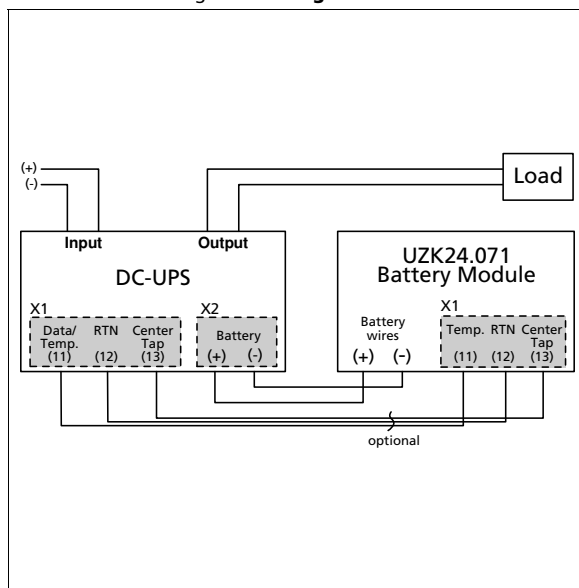 (+)
(-)
Load
Input Output
DC-UPS
X1 X2
Data/ RTN Center Battery
Temp. Tap
(11) (12) (13) (+) (-)
UZK24.071
Battery Module
X1
Battery Temp. RTN Center
wires Tap
(+) (-) (11) (12) (13)
optional